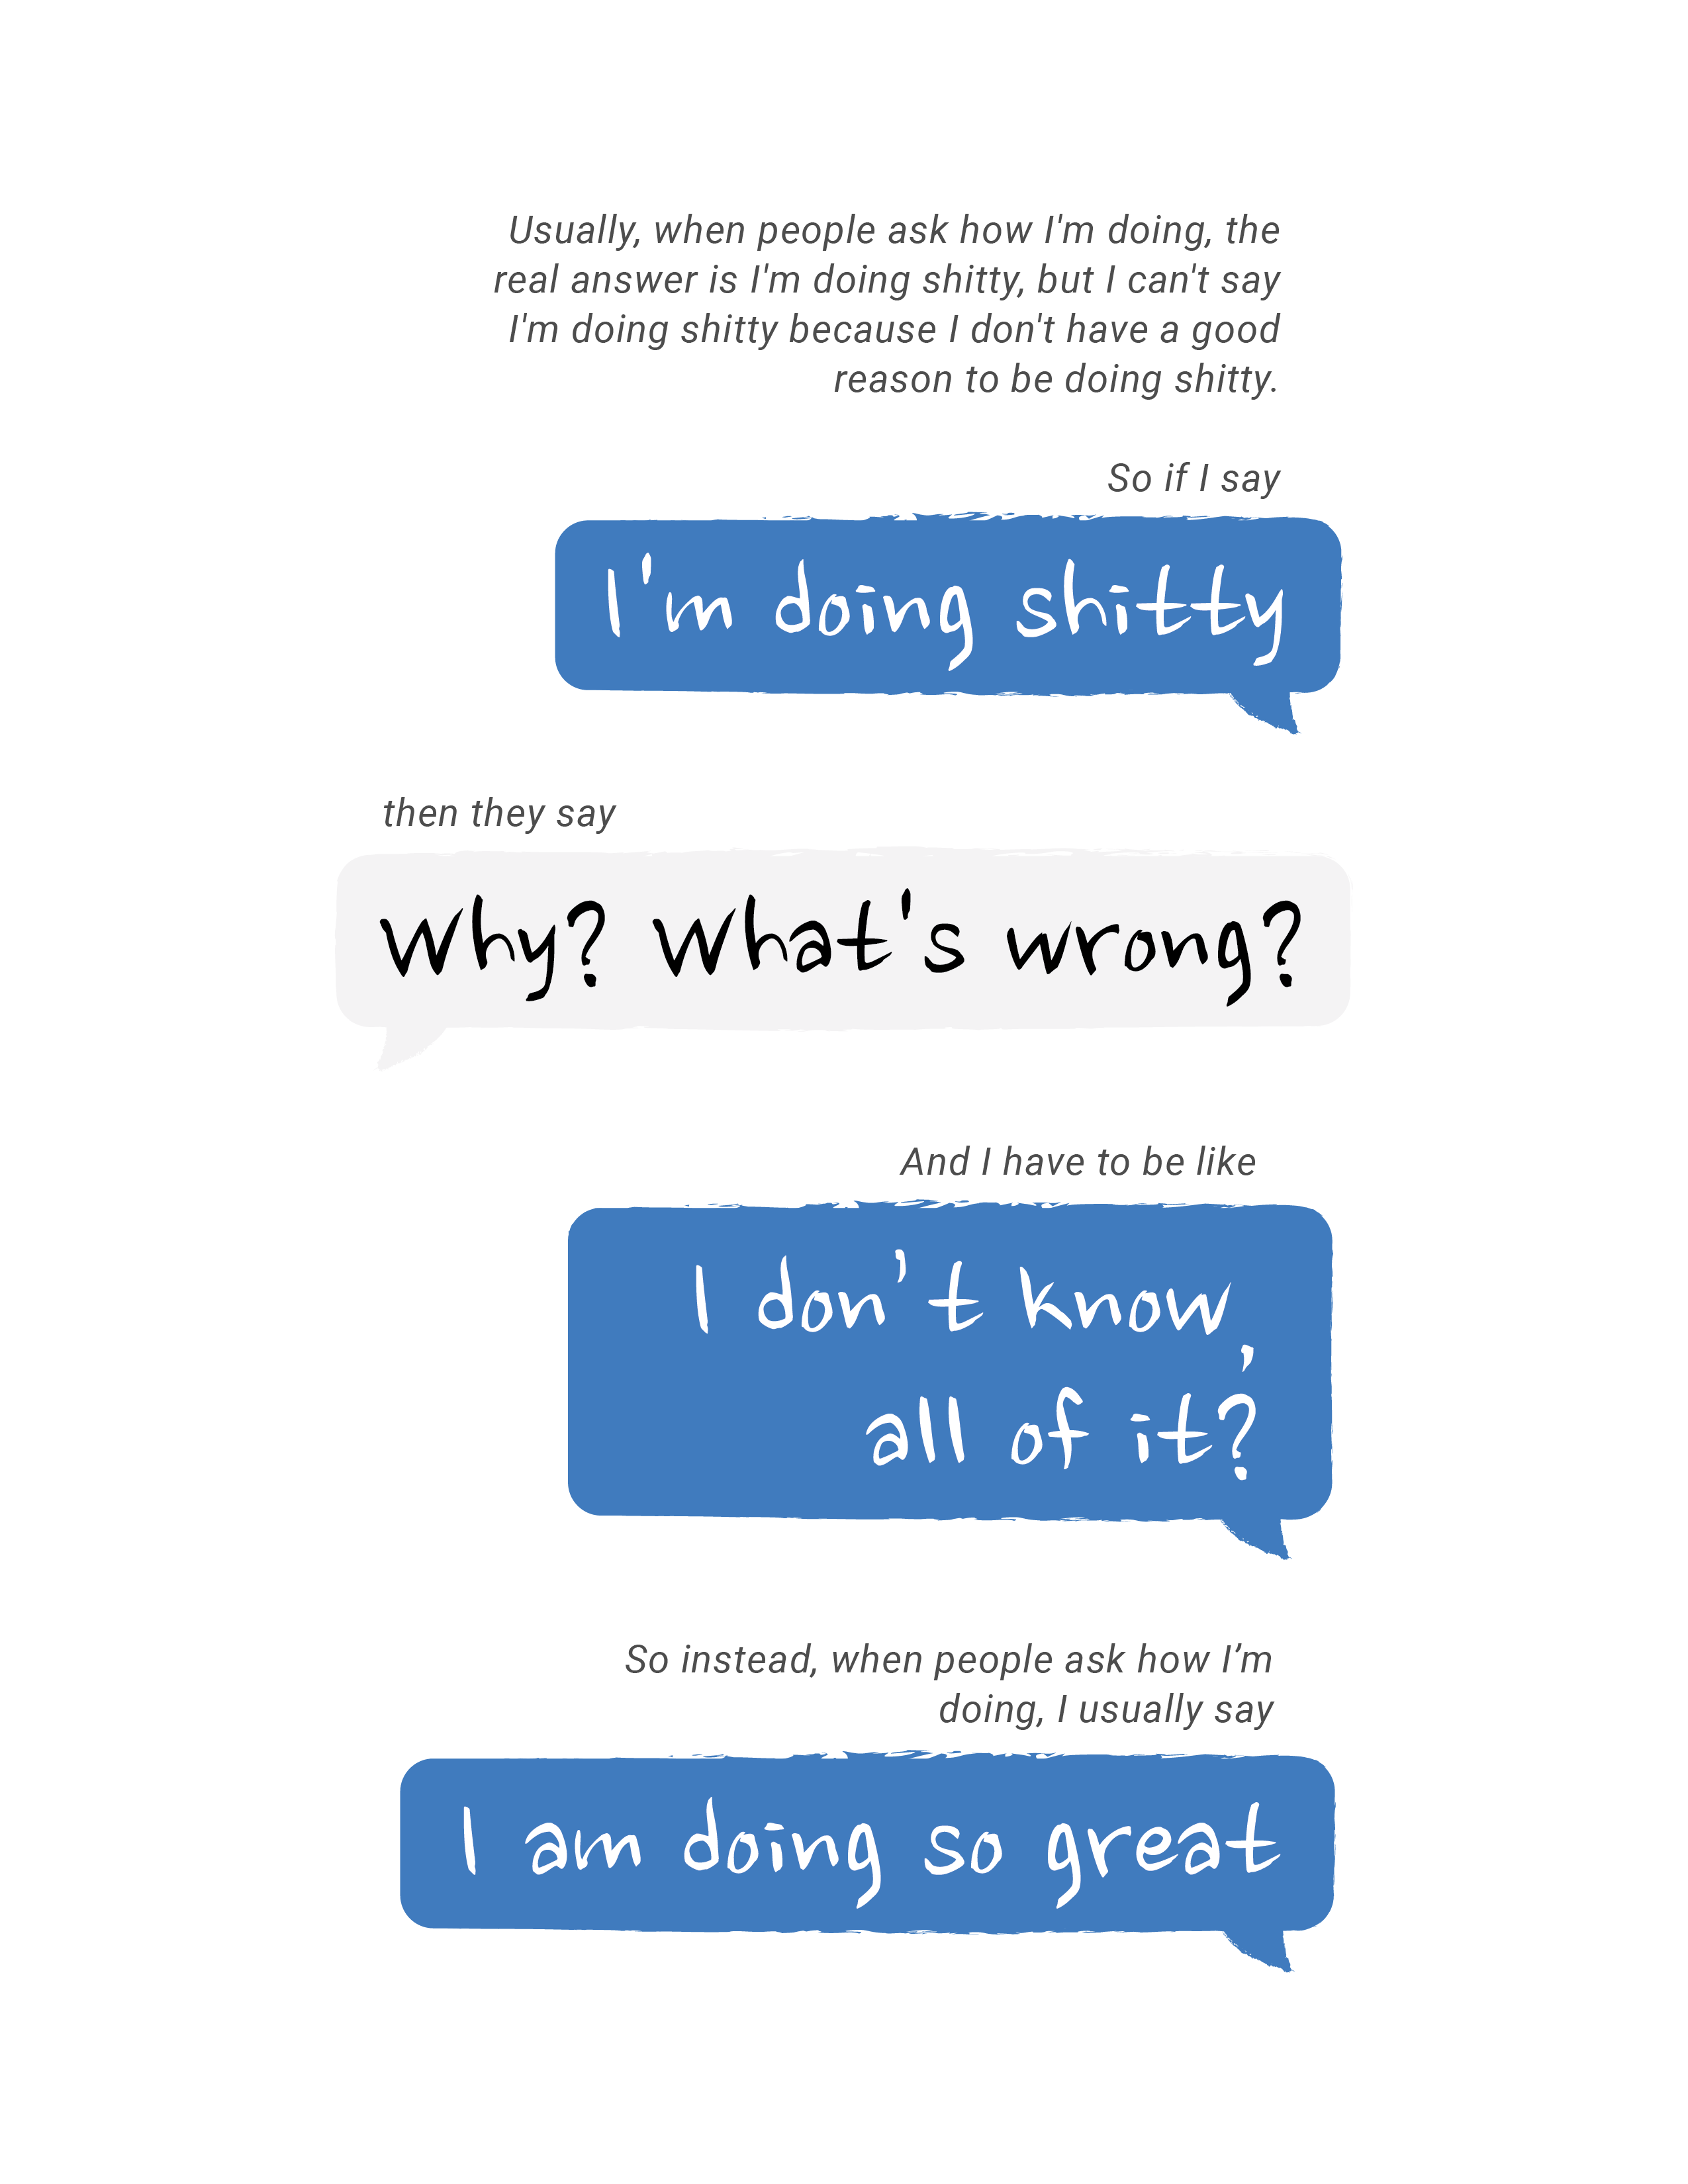 Usually, when people ask how I'm doing, the
real answer is I'm doing shitty, but I can't say
I'm doing shitty because I don't have a good
reason to be doing shitty.
So if I say
I'm doing shitty
then they say
Why? What's wrong?
And I have to be like
I don’t know,
all of it?
So instead, when people ask how I’m
doing, I usually say
I am doing so great